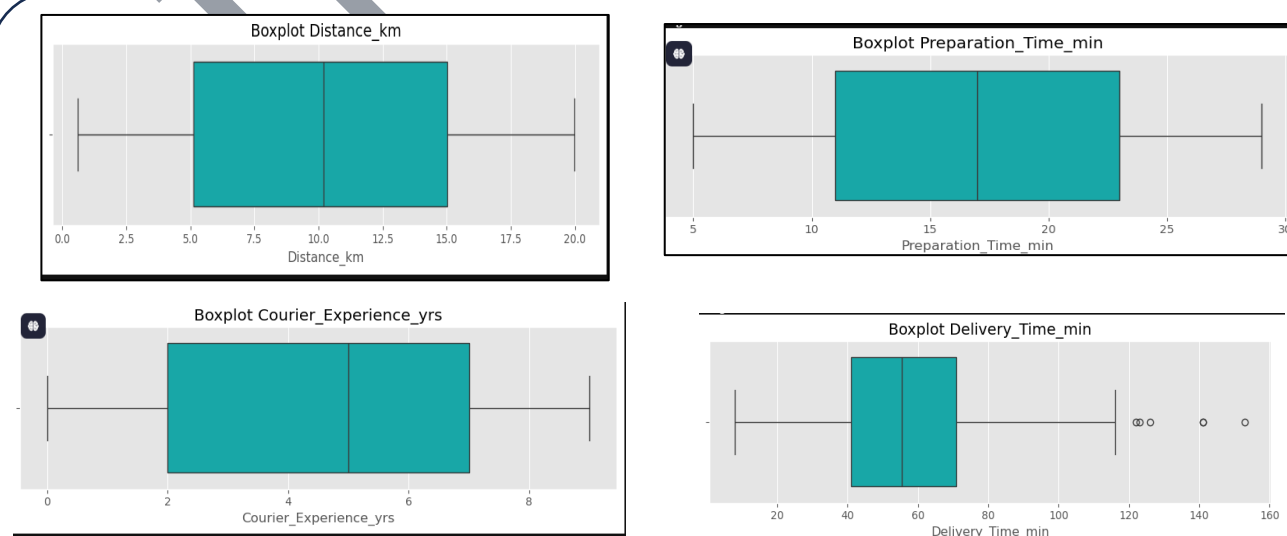 Boxplot Distance_km
0.0 2.5 5.0 7.5 10.0 12.5 15.0 17.5 20.0
Distance_km
Boxplot Preparation_Time_min
5 10 15 20 25 30
Preparation_Time_min
Boxplot Courier_Experience_yrs
0 2 4 6 8
Courier_Experience_yrs
Boxplot Delivery_Time_min
20 40 60 80 100 120 140 160
Delivery_Time_min